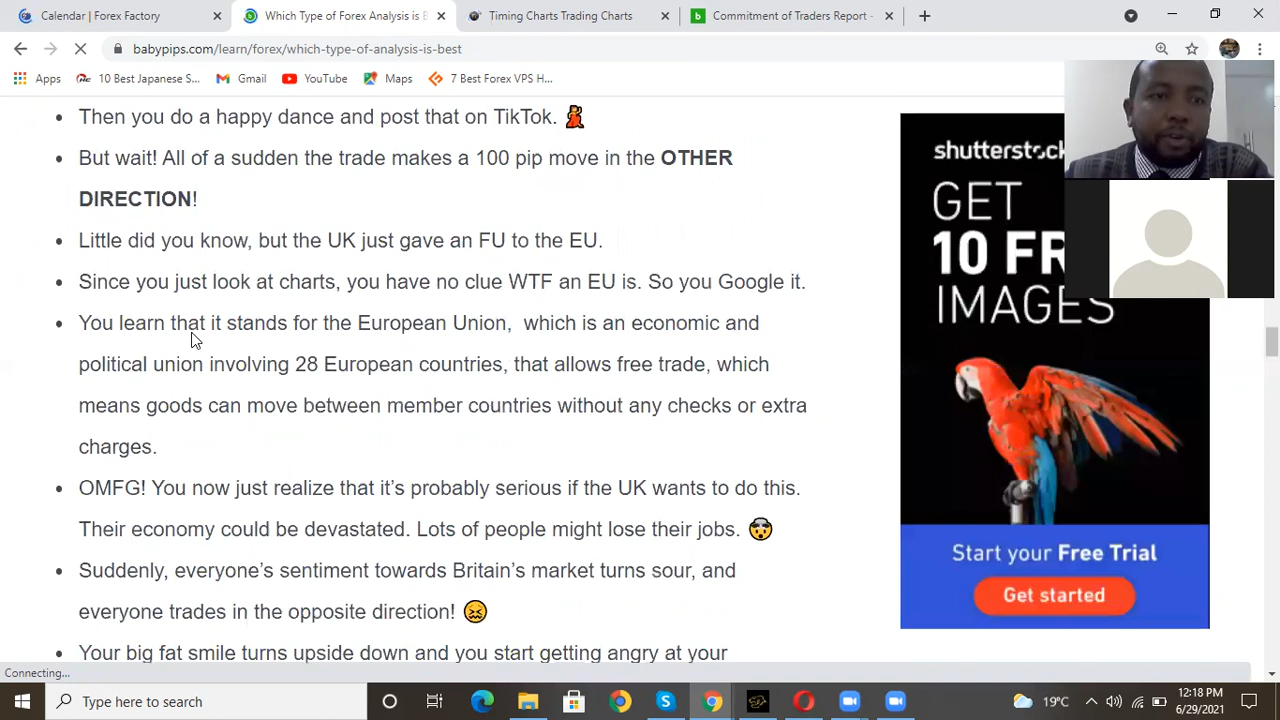 Calendar | Forex Factory
Which Type of Forex Analysis is B
Timing Charts Trading Charts
Commitment of Traders Report -
babypips.com/learn/forex/which-type-of-analysis-is-best
Apps
10 Best Japanese S...
Gmail
YouTube
Maps
7 Best Forex VPS H...
Then you do a happy dance and post that on TikTok. 💃
But wait! All of a sudden the trade makes a 100 pip move in the OTHER
DIRECTION!
Little did you know, but the UK just gave an FU to the EU.
Since you just look at charts, you have no clue WTF an EU is. So you Google it.
You learn that it stands for the European Union, which is an economic and
political union involving 28 European countries, that allows free trade, which
means goods can move between member countries without any checks or extra
charges.
OMFG! You now just realize that it's probably serious if the UK wants to do this.
Their economy could be devastated. Lots of people might lose their jobs. 🤯
Suddenly, everyone's sentiment towards Britain's market turns sour, and
everyone trades in the opposite direction! 😖
Your big fat smile turns upside down and you start getting angry at your
shutterstock
GET
10 FR
IMAGES
Start your Free Trial
Get started
Connecting...
Type here to search
19°C
12:18 PM
6/29/2021